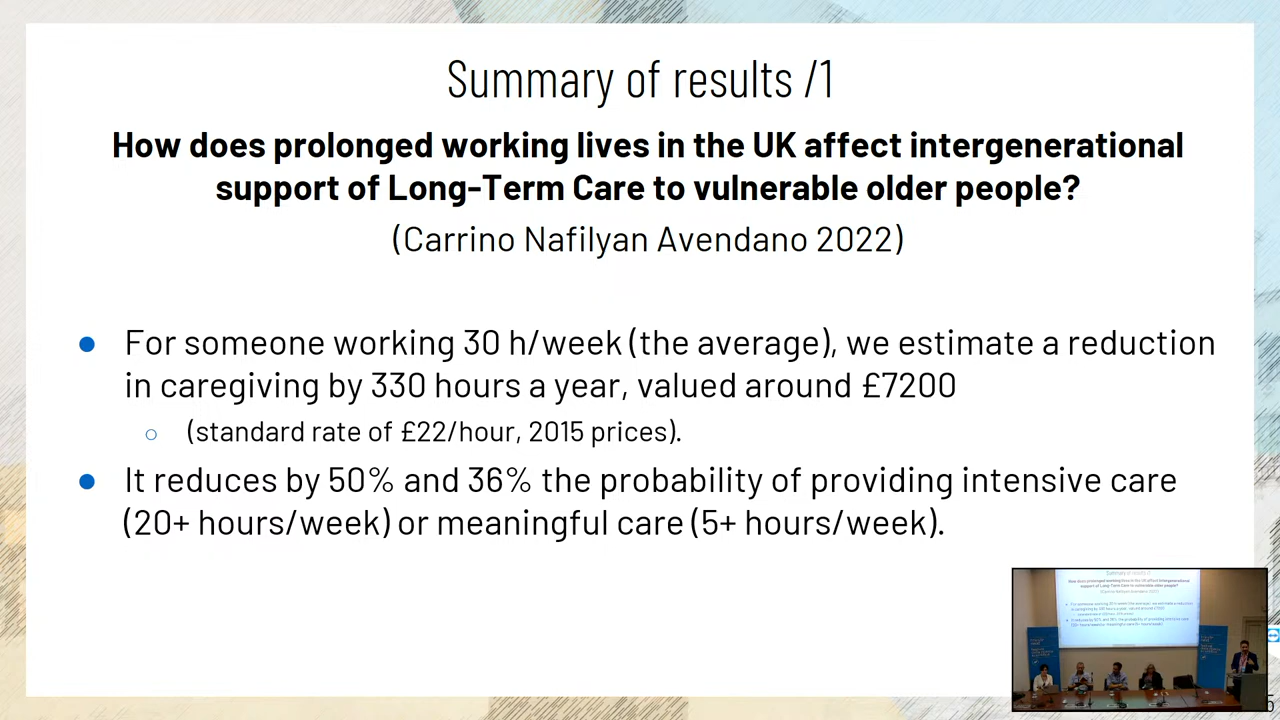 Summary of results /1
How does prolonged working lives in the UK affect intergenerational
support of Long-Term Care to vulnerable older people?
(Carrino Nafilyan Avendano 2022)
For someone working 30 h/week (the average), we estimate a reduction
in caregiving by 330 hours a year, valued around £7200
(standard rate of £22/hour, 2015 prices).
It reduces by 50% and 36% the probability of providing intensive care
(20+ hours/week) or meaningful care (5+ hours/week).